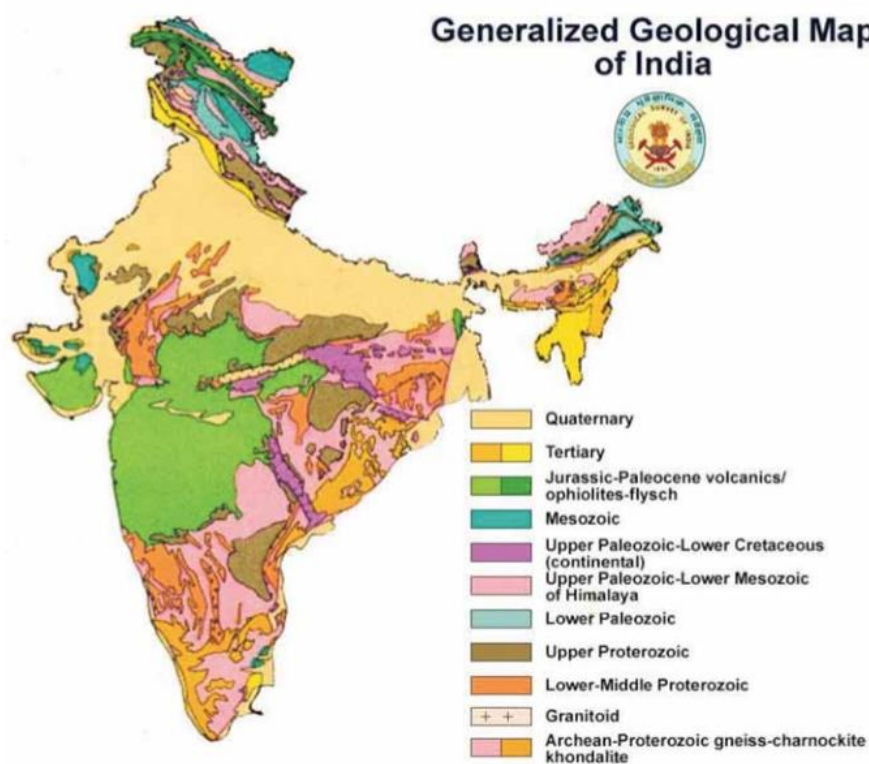 Generalized Geological Map
of India
Quaternary
Tertiary
Jurassic-Paleocene volcanics/
ophiolites-flysch
Mesozoic
Upper Paleozoic-Lower Cretaceous
(continental)
Upper Paleozoic-Lower Mesozoic
of Himalaya
Lower Paleozoic
Upper Proterozoic
Lower-Middle Proterozoic
Granitoid
Archean-Proterozoic gneiss-charnockite
khondalite